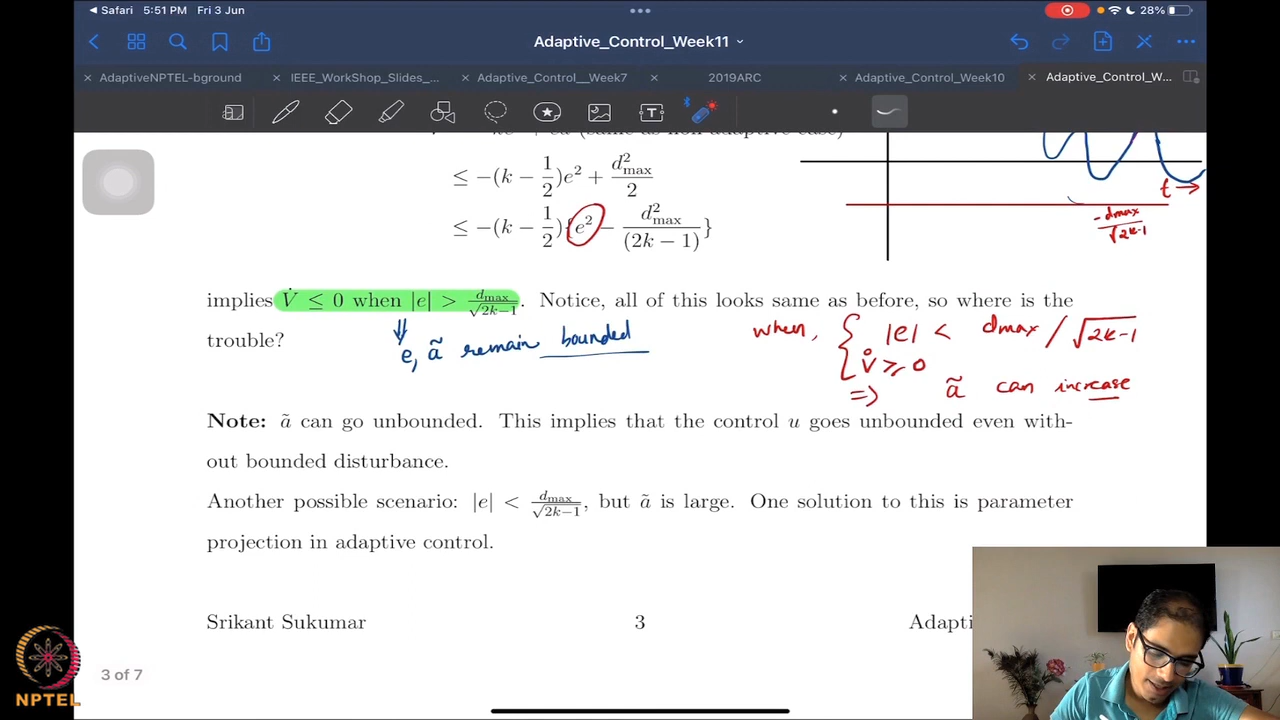 Safari 5:51 PM Fri 3 Jun
28%
Adaptive_Control_Week11
AdaptiveNPTEL-bground
IEEE_WorkShop_Slides_...
Adaptive_Control__Week7
2019ARC
Adaptive_Control_Week10
Adaptive_Control_W...
≤ −(k − 1/2)e² + d²max/2
≤ −(k − 1/2){e² − d²max/(2k − 1)}
t →
−dmax/√2k-1
implies V̇ ≤ 0 when |e| > dmax/√2k−1. Notice, all of this looks same as before, so where is the
trouble?
⇓
e, ã remain bounded
when, { |e| < dmax / √2k-1
V̇ ≥ 0
⇒ ã can increase
Note: ã can go unbounded. This implies that the control u goes unbounded even with-
out bounded disturbance.
Another possible scenario: |e| < dmax/√2k−1, but ã is large. One solution to this is parameter
projection in adaptive control.
Srikant Sukumar 3 Adapti
3 of 7
NPTEL